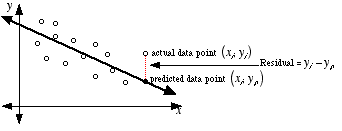 y
actual data point (x_i, y_i)
Residual = y_i − y_p
predicted data point (x_i, y_p)
x